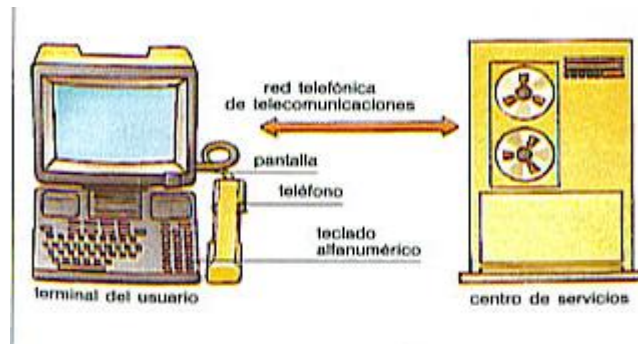 red telefónica
de telecomunicaciones
pantalla
teléfono
teclado
alfanumérico
terminal del usuario
centro de servicios